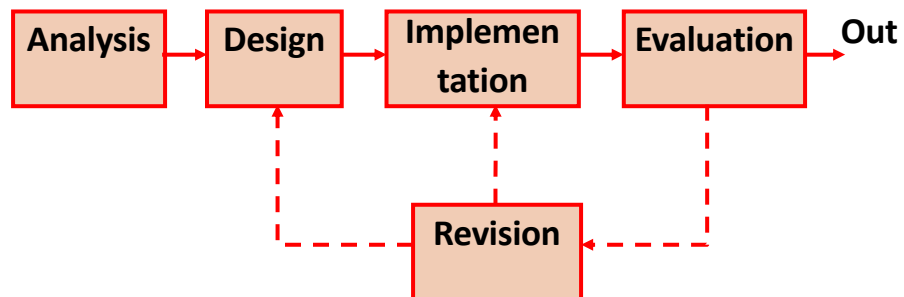 Analysis
Design
Implemen
tation
Evaluation
Out
Revision